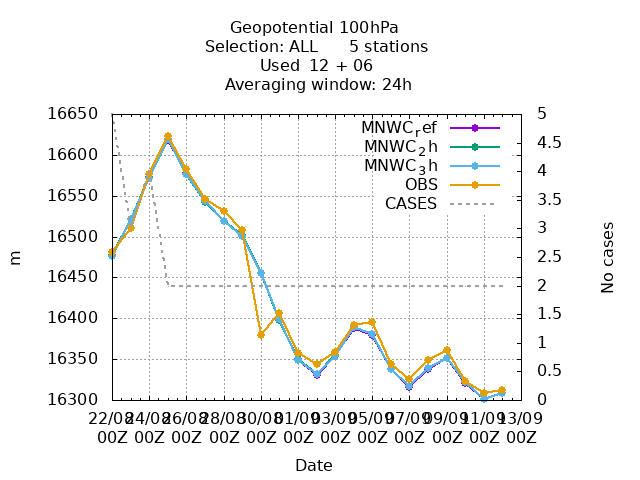 Geopotential 100hPa
Selection: ALL 5 stations
Used 12 + 06
Averaging window: 24h
16650
16600
16550
16500
16450
16400
16350
16300
m
MNWCref
MNWC2h
MNWC3h
OBS
CASES
5
4.5
4
3.5
3
2.5
2
1.5
1
0.5
0
No cases
22/08 24/08 26/08 28/08 30/08 01/09 03/09 05/09 07/09 09/09 11/09 13/09
00Z 00Z 00Z 00Z 00Z 00Z 00Z 00Z 00Z 00Z 00Z 00Z
Date